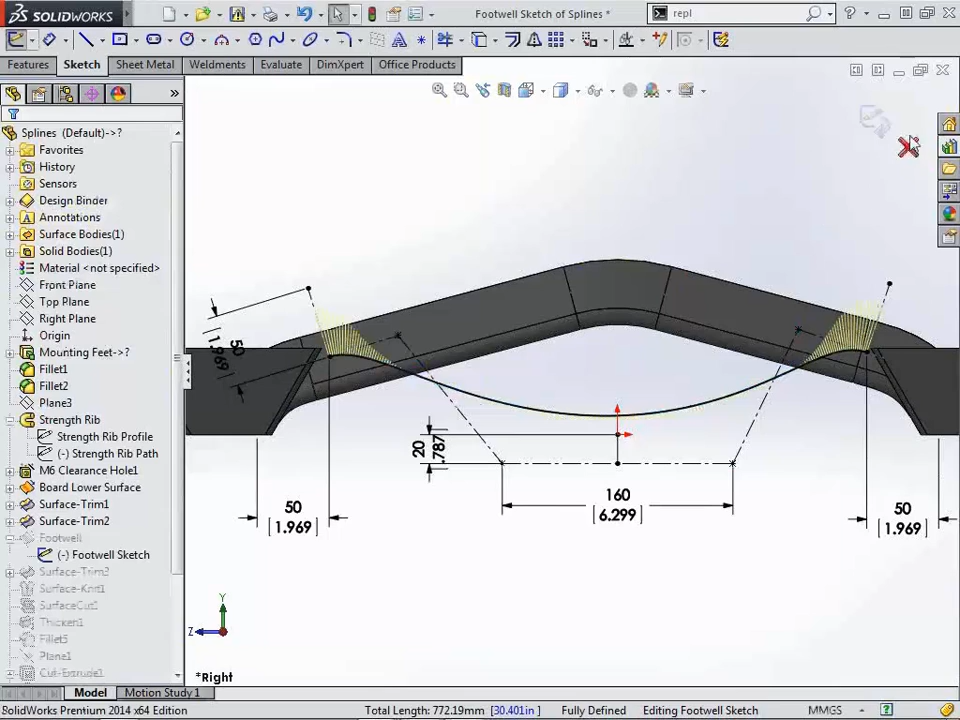 SOLIDWORKS
Footwell Sketch of Splines *
repl
Features Sketch Sheet Metal Weldments Evaluate DimXpert Office Products
Splines (Default)->?
Favorites
History
Sensors
Design Binder
Annotations
Surface Bodies(1)
Solid Bodies(1)
Material <not specified>
Front Plane
Top Plane
Right Plane
Origin
Mounting Feet->?
Fillet1
Fillet2
Plane3
Strength Rib
Strength Rib Profile
(-) Strength Rib Path
M6 Clearance Hole1
Board Lower Surface
Surface-Trim1
Surface-Trim2
Footwell
(-) Footwell Sketch
Surface-Trim3
Surface-Knit1
SurfaceCut1
Thicken1
Fillet5
Plane1
Cut-Extrude1
50
[1.969]
20
.787
160
[6.299]
50
[1.969]
50
[1.969]
Y
Z
*Right
Model Motion Study 1
SolidWorks Premium 2014 x64 Edition Total Length: 772.19mm [30.401in] Fully Defined Editing Footwell Sketch MMGS